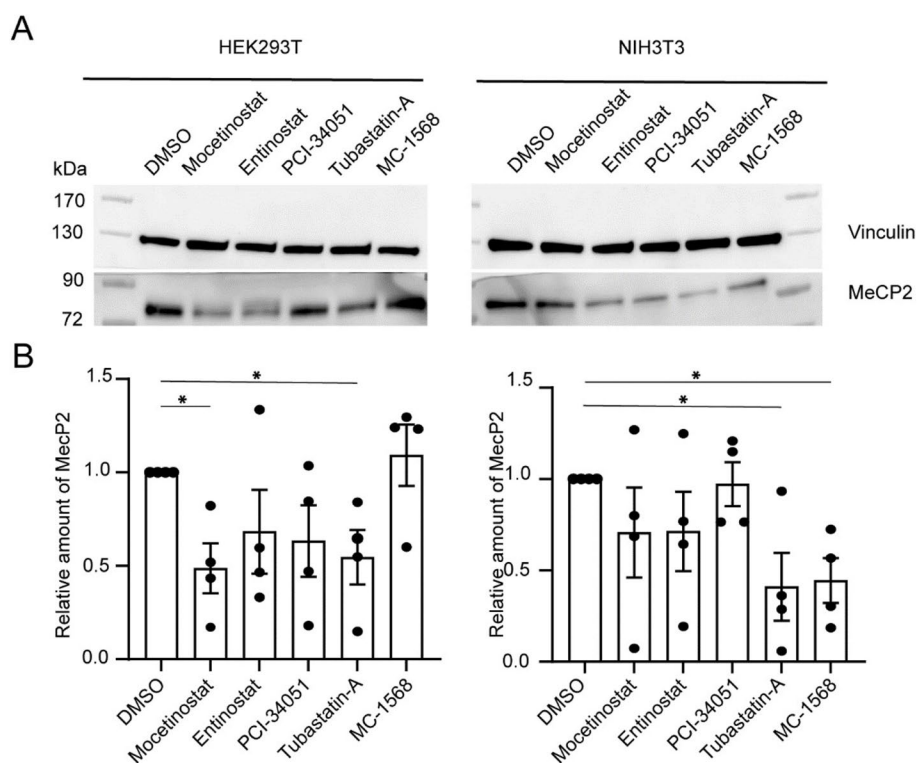 A
HEK293T
NIH3T3
DMSO
Mocetinostat
Entinostat
PCI-34051
Tubastatin-A
MC-1568
DMSO
Mocetinostat
Entinostat
PCI-34051
Tubastatin-A
MC-1568
kDa
170
130
Vinculin
90
MeCP2
72
B
Relative amount of MecP2
1.5
1.0
0.5
0.0
*
*
DMSO
Mocetinostat
Entinostat
PCI-34051
Tubastatin-A
MC-1568
Relative amount of MecP2
1.5
1.0
0.5
0.0
*
*
DMSO
Mocetinostat
Entinostat
PCI-34051
Tubastatin-A
MC-1568